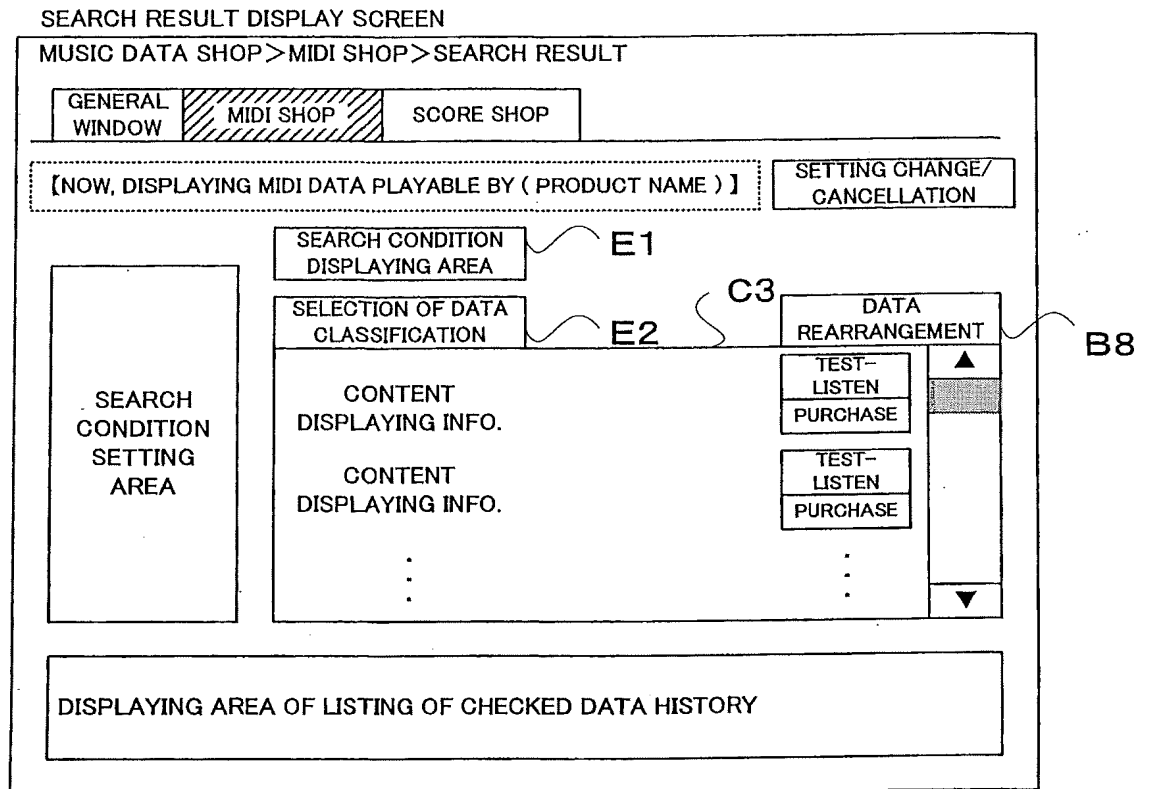 SEARCH RESULT DISPLAY SCREEN
MUSIC DATA SHOP>MIDI SHOP>SEARCH RESULT
GENERAL
WINDOW
MIDI SHOP
SCORE SHOP
【NOW, DISPLAYING MIDI DATA PLAYABLE BY ( PRODUCT NAME ) 】
SETTING CHANGE/
CANCELLATION
SEARCH CONDITION
DISPLAYING AREA
E1
SELECTION OF DATA
CLASSIFICATION
E2
C3
DATA
REARRANGEMENT
B8
SEARCH
CONDITION
SETTING
AREA
CONTENT
DISPLAYING INFO.
TEST-
LISTEN
PURCHASE
CONTENT
DISPLAYING INFO.
TEST-
LISTEN
PURCHASE
DISPLAYING AREA OF LISTING OF CHECKED DATA HISTORY